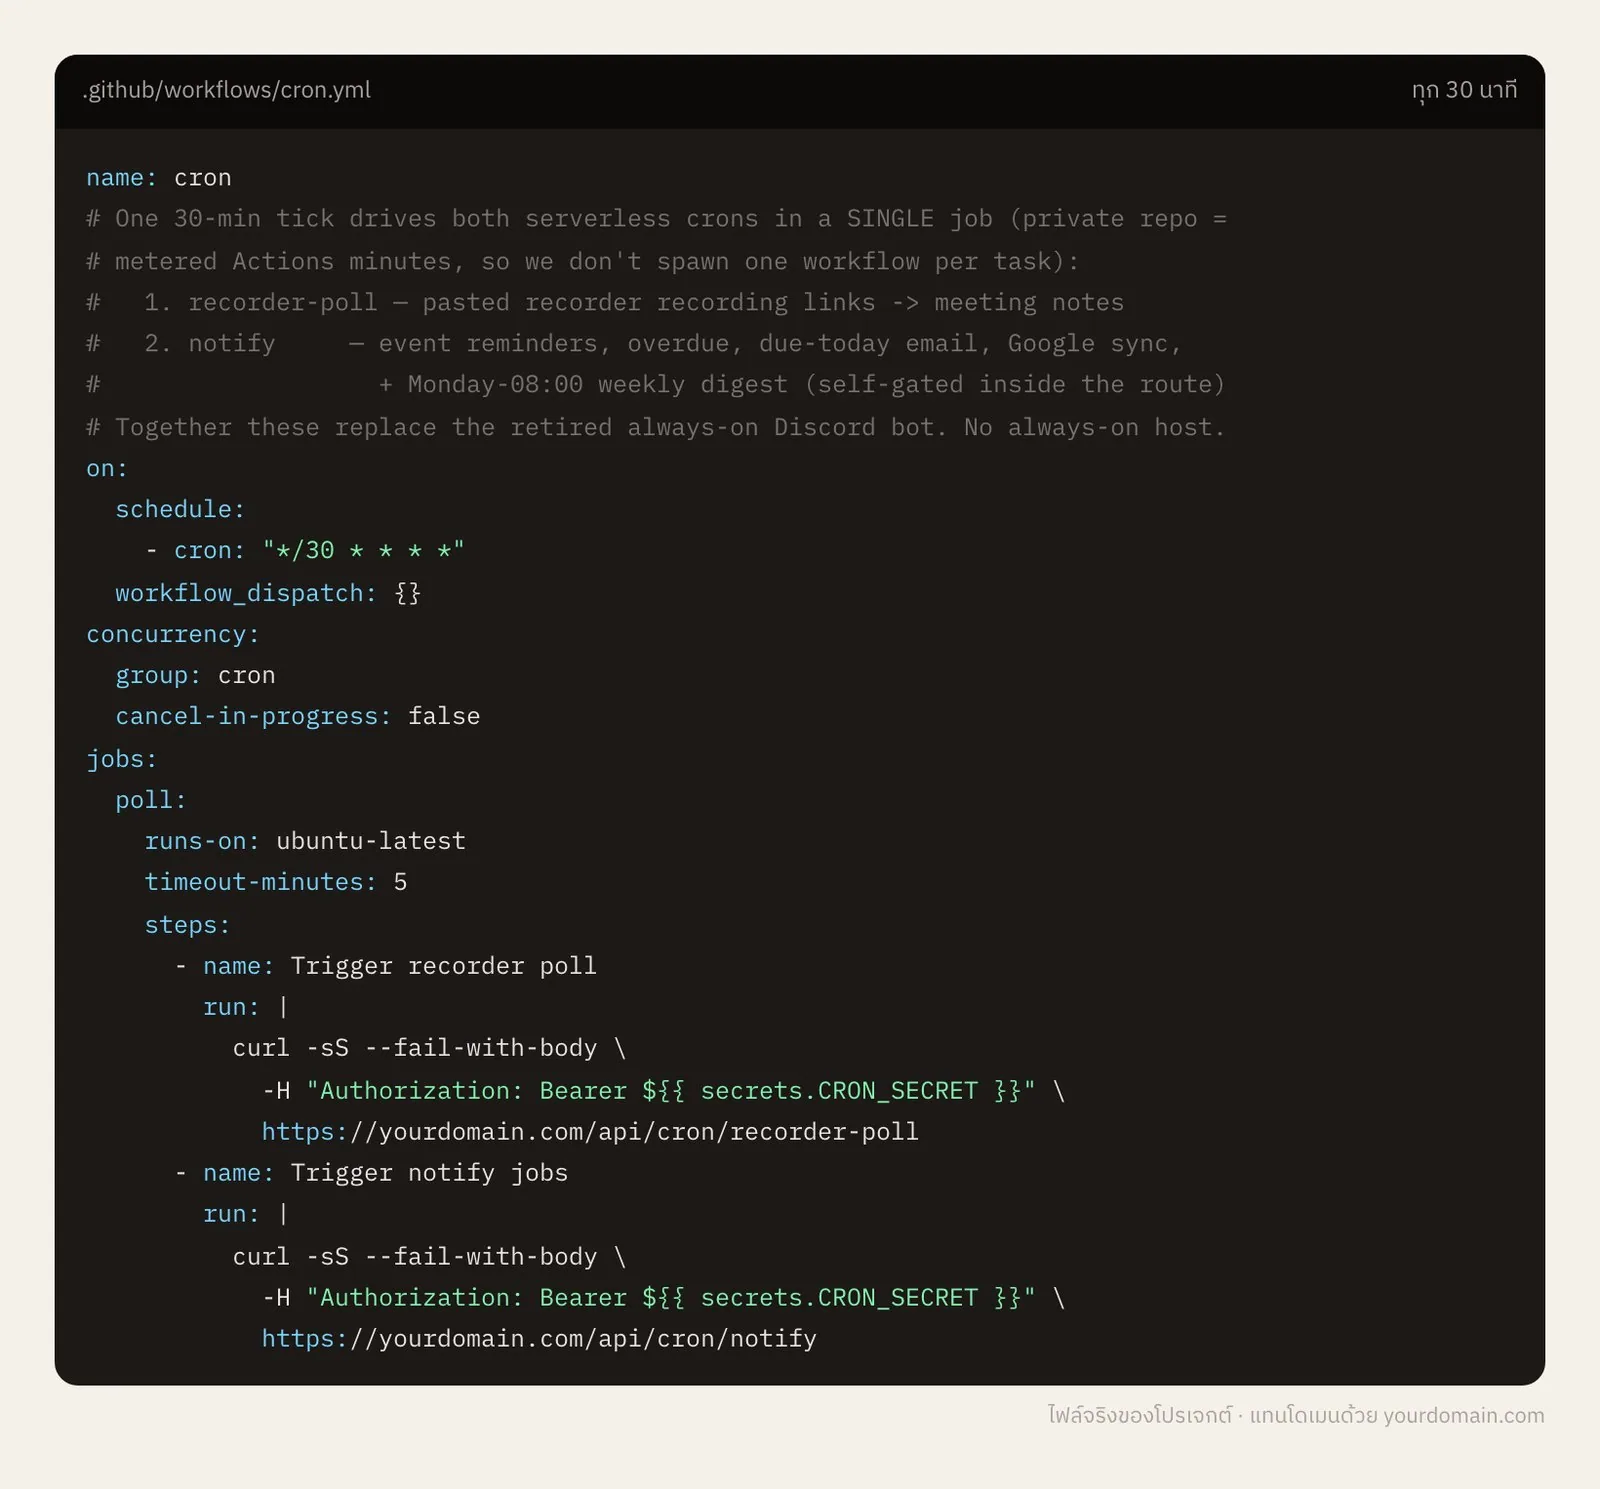 .github/workflows/cron.yml
ทุก 30 นาที
name: cron
# One 30-min tick drives both serverless crons in a SINGLE job (private repo =
# metered Actions minutes, so we don't spawn one workflow per task):
#   1. recorder-poll — pasted recorder recording links -> meeting notes
#   2. notify     — event reminders, overdue, due-today email, Google sync,
#                   + Monday-08:00 weekly digest (self-gated inside the route)
# Together these replace the retired always-on Discord bot. No always-on host.
on:
  schedule:
    - cron: "*/30 * * * *"
  workflow_dispatch: {}
concurrency:
  group: cron
  cancel-in-progress: false
jobs:
  poll:
    runs-on: ubuntu-latest
    timeout-minutes: 5
    steps:
      - name: Trigger recorder poll
        run: |
          curl -sS --fail-with-body \
            -H "Authorization: Bearer ${{ secrets.CRON_SECRET }}" \
            https://yourdomain.com/api/cron/recorder-poll
      - name: Trigger notify jobs
        run: |
          curl -sS --fail-with-body \
            -H "Authorization: Bearer ${{ secrets.CRON_SECRET }}" \
            https://yourdomain.com/api/cron/notify
ไฟล์จริงของโปรเจกต์ · แทนโดเมนด้วย yourdomain.com